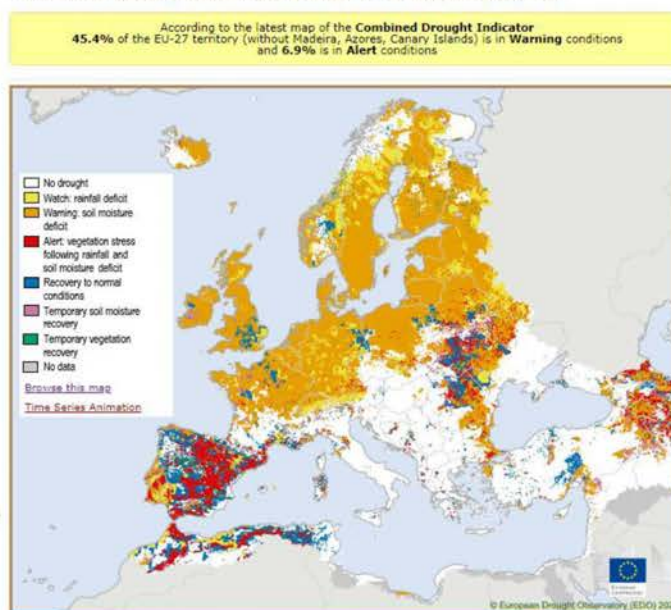 According to the latest map of the Combined Drought Indicator
45.4% of the EU-27 territory (without Madeira, Azores, Canary Islands) is in Warning conditions
and 6.9% is in Alert conditions
No drought
Watch: rainfall deficit
Warning: soil moisture
deficit
Alert: vegetation stress
following rainfall and
soil moisture deficit
Recovery to normal
conditions
Temporary soil moisture
recovery
Temporary vegetation
recovery
No data
Browse this map
Time Series Animation
© European Drought Observatory (EDO)